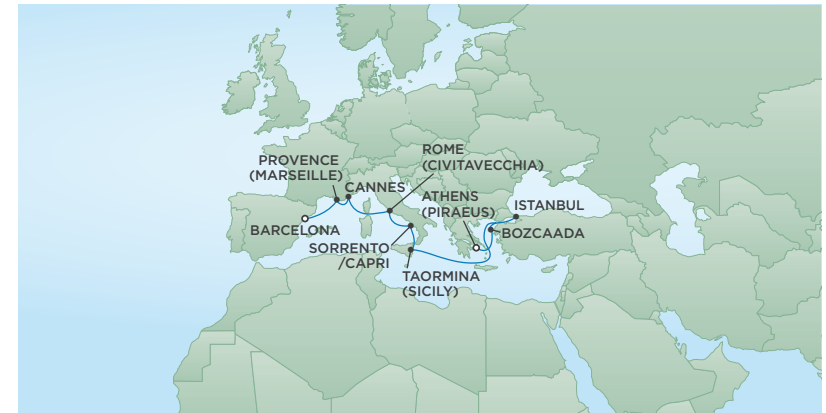 ROME
(CIVITAVECCHIA)
PROVENCE
(MARSEILLE)
CANNES
ATHENS
(PIRAEUS)
ISTANBUL
BARCELONA
BOZCAADA
SORRENTO
/CAPRI
TAORMINA
(SICILY)